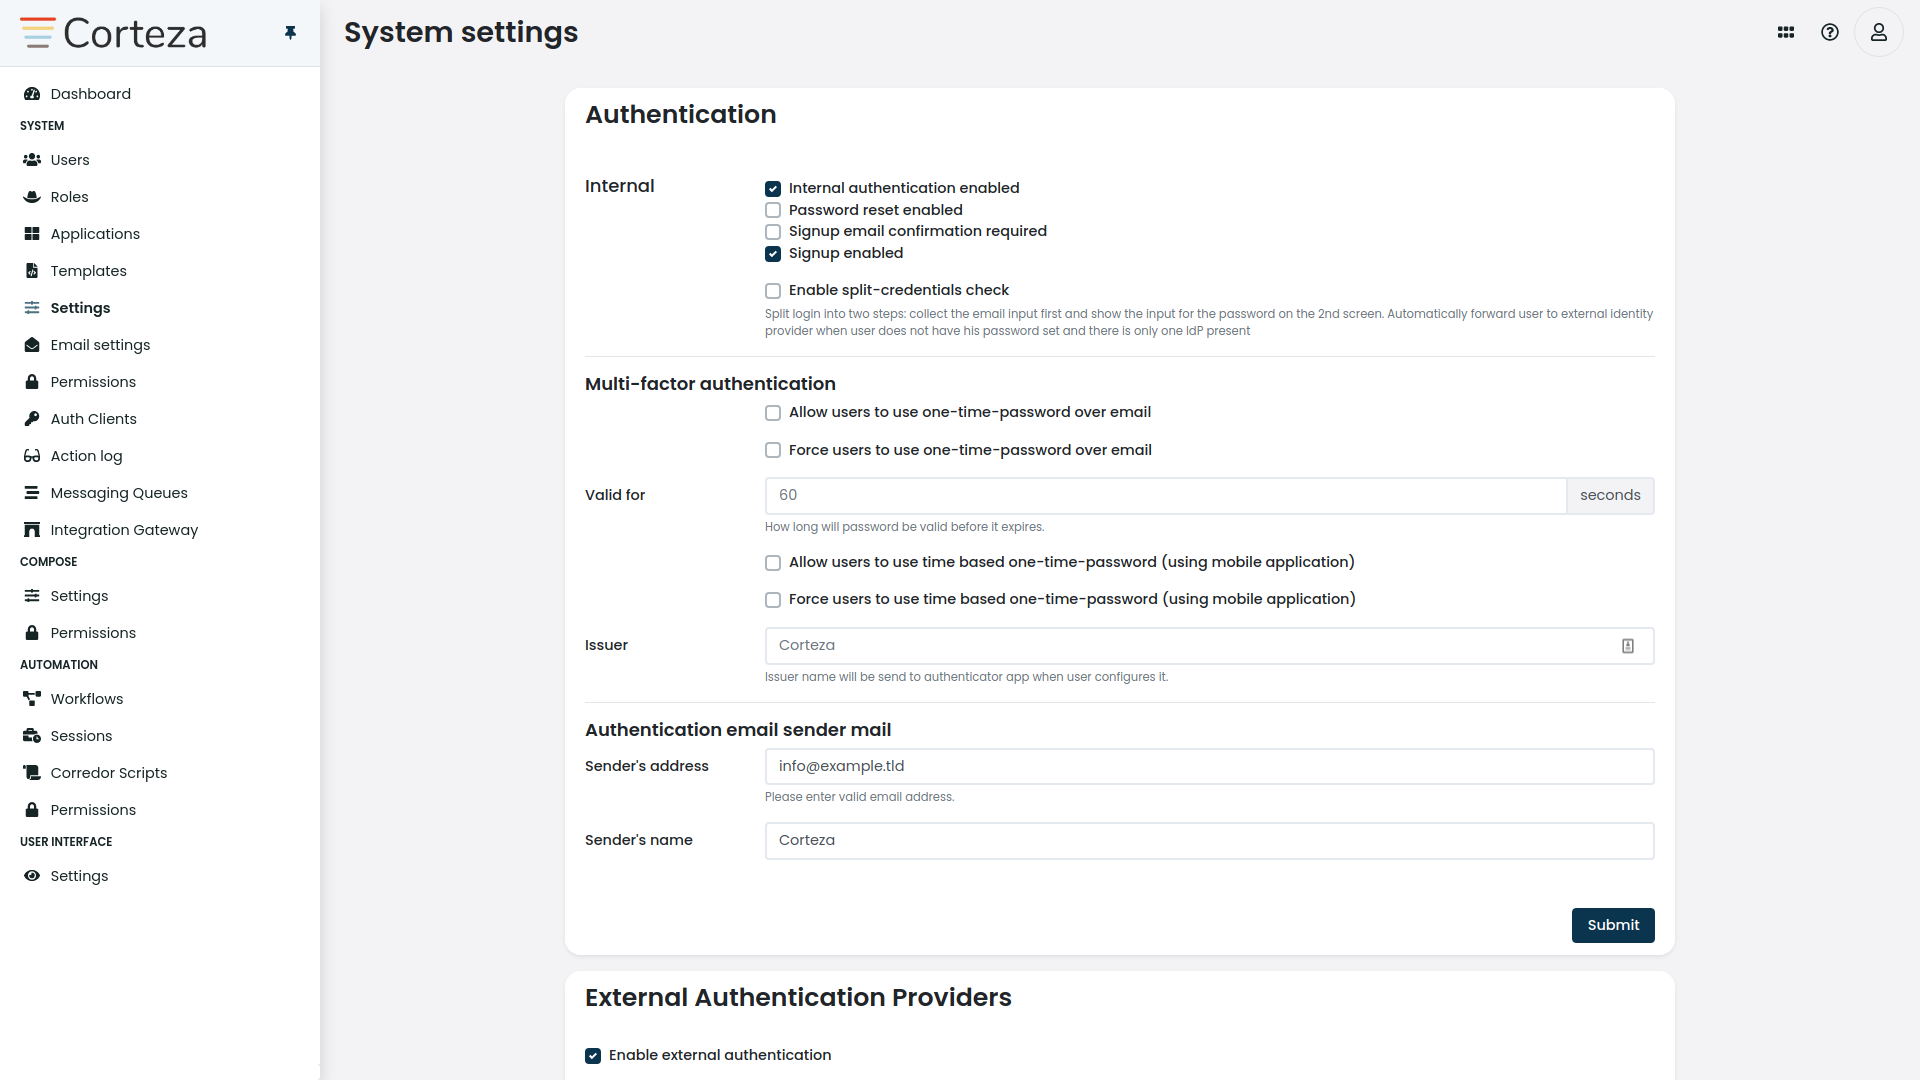 Corteza
System settings
Dashboard
SYSTEM
Users
Roles
Applications
Templates
Settings
Email settings
Permissions
Auth Clients
Action log
Messaging Queues
Integration Gateway
COMPOSE
Settings
Permissions
AUTOMATION
Workflows
Sessions
Corredor Scripts
Permissions
USER INTERFACE
Settings
Authentication
Internal
Internal authentication enabled
Password reset enabled
Signup email confirmation required
Signup enabled
Enable split-credentials check
Split login into two steps: collect the email input first and show the input for the password on the 2nd screen. Automatically forward user to external identity
provider when user does not have his password set and there is only one IdP present
Multi-factor authentication
Allow users to use one-time-password over email
Force users to use one-time-password over email
Valid for
60
seconds
How long will password be valid before it expires.
Allow users to use time based one-time-password (using mobile application)
Force users to use time based one-time-password (using mobile application)
Issuer
Corteza
Issuer name will be send to authenticator app when user configures it.
Authentication email sender mail
Sender's address
info@example.tld
Please enter valid email address.
Sender's name
Corteza
Submit
External Authentication Providers
Enable external authentication